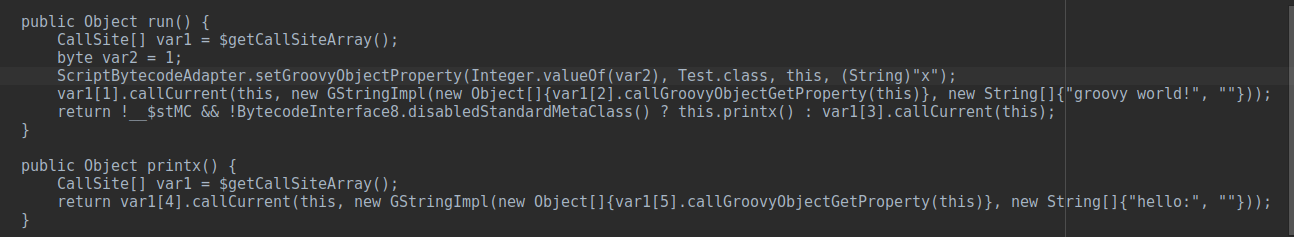 public Object run() {
    CallSite[] var1 = $getCallSiteArray();
    byte var2 = 1;
    ScriptBytecodeAdapter.setGroovyObjectProperty(Integer.valueOf(var2), Test.class, this, (String)"x");
    var1[1].callCurrent(this, new GStringImpl(new Object[]{var1[2].callGroovyObjectGetProperty(this)}, new String[]{"groovy world!", ""}));
    return !__$stMC && !BytecodeInterface8.disabledStandardMetaClass() ? this.printx() : var1[3].callCurrent(this);
}
public Object printx() {
    CallSite[] var1 = $getCallSiteArray();
    return var1[4].callCurrent(this, new GStringImpl(new Object[]{var1[5].callGroovyObjectGetProperty(this)}, new String[]{"hello:", ""}));
}